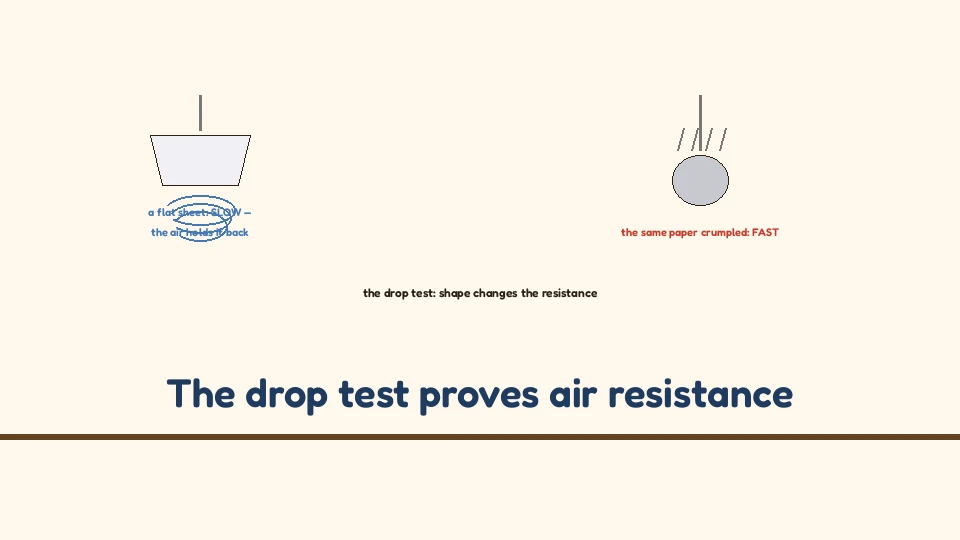 a flat sheet: SLOW –
the air holds it back
the same paper crumpled: FAST
the drop test: shape changes the resistance
The drop test proves air resistance